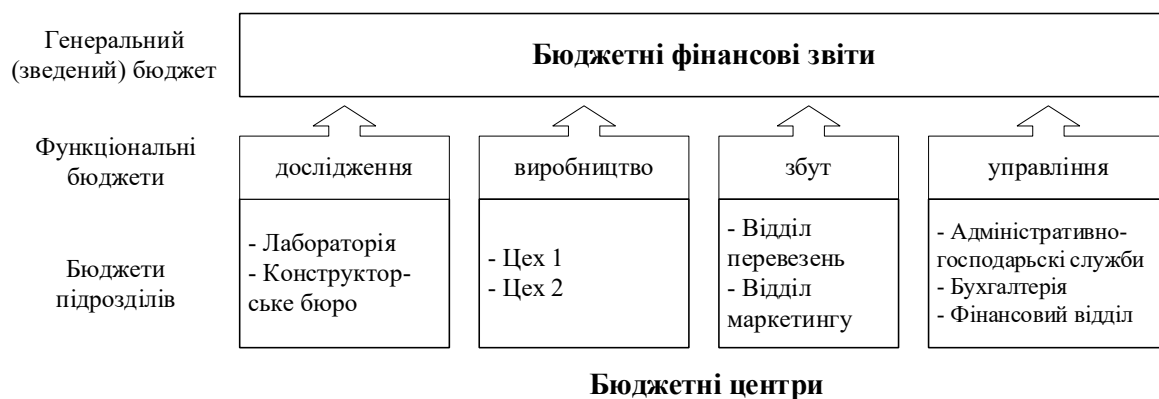 Генеральний
(зведений) бюджет
Бюджетні фінансові звіти
Функціональні
бюджети
дослідження
виробництво
збут
управління
Бюджети
підрозділів
- Лабораторія
- Конструктор-
ське бюро
- Цех 1
- Цех 2
- Відділ
перевезень
- Відділ
маркетингу
- Адміністративно-
господарьскі служби
- Бухгалтерія
- Фінансовий відділ
Бюджетні центри